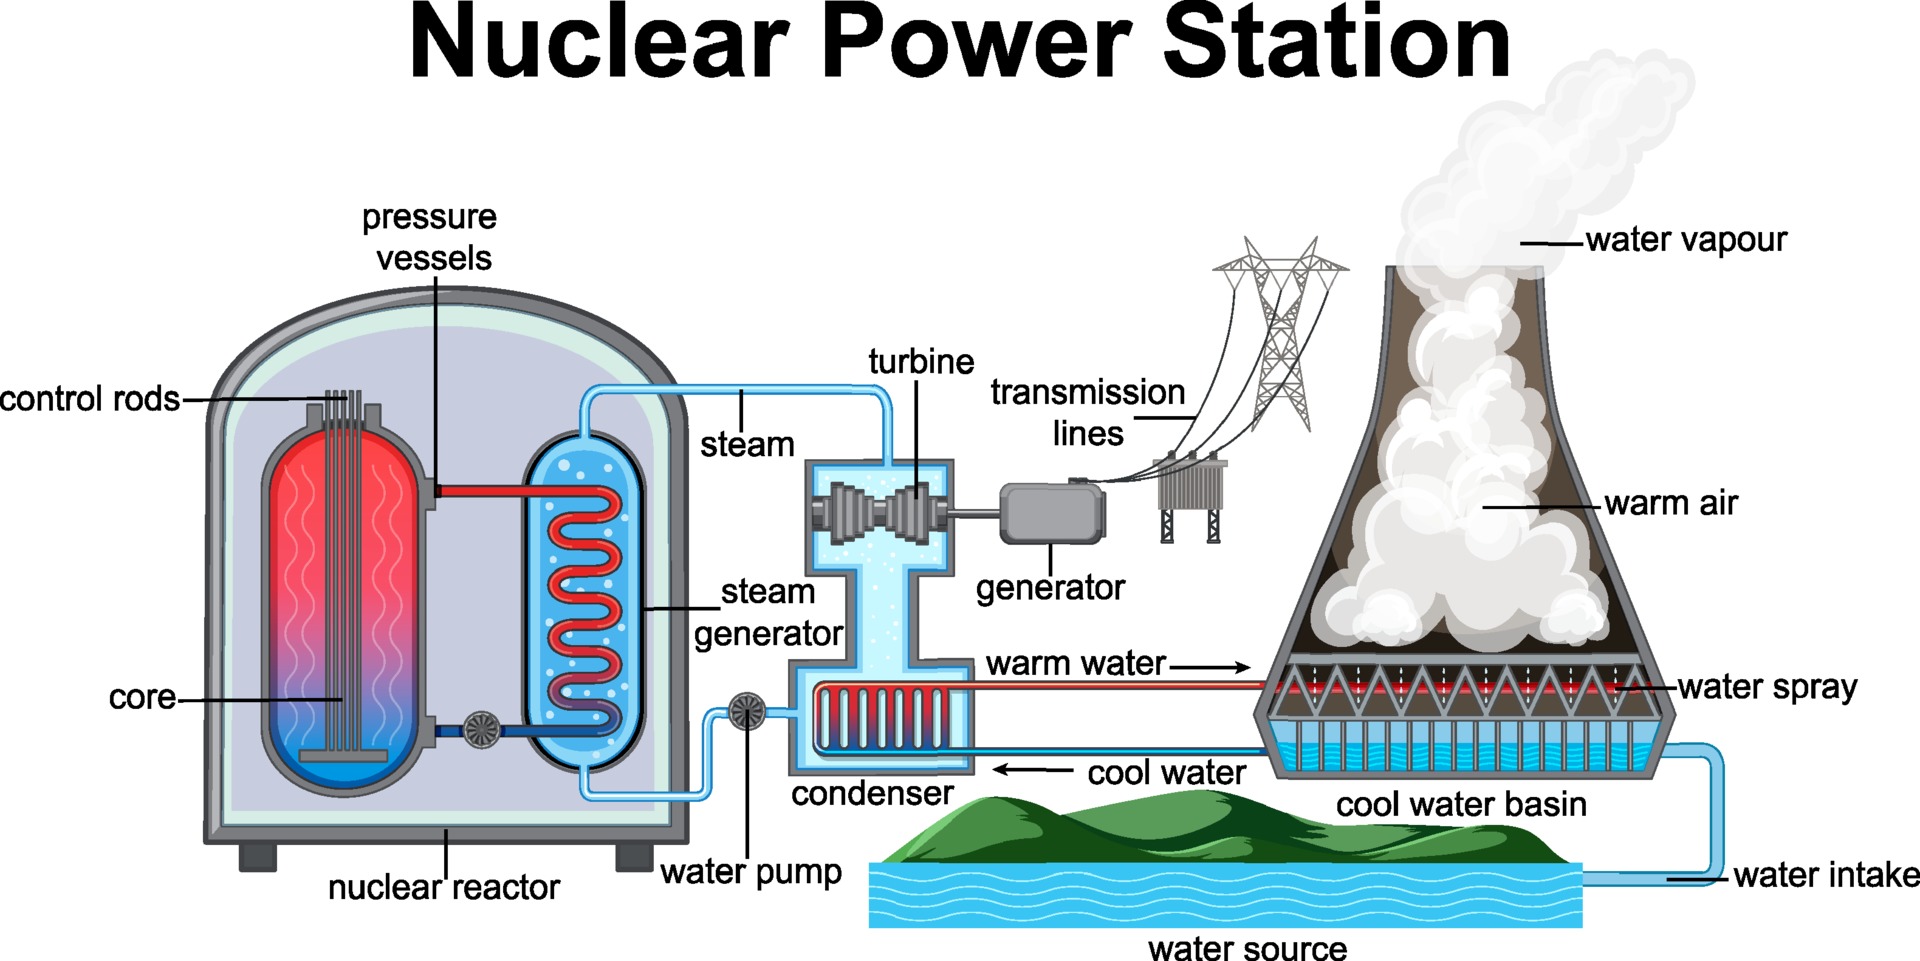 Nuclear Power Station
pressure
vessels
control rods
core
nuclear reactor
steam
steam
generator
water pump
turbine
condenser
generator
transmission
lines
warm water
cool water
water vapour
warm air
water spray
cool water basin
water intake
water source